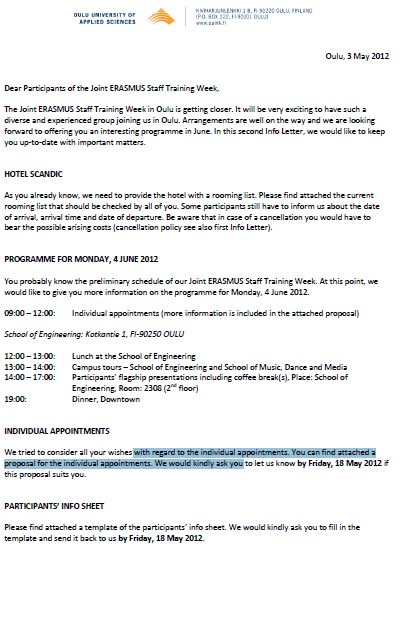 OULU UNIVERSITY OF
APPLIED SCIENCES
KIVIHARJUNLENKKI 1 B, FI-90220 OULU, FINLAND
(P.O. BOX 222, FI-90101 OULU)
www.oamk.fi
Oulu, 3 May 2012
Dear Participants of the Joint ERASMUS Staff Training Week,
The Joint ERASMUS Staff Training Week in Oulu is getting closer. It will be very exciting to have such a
diverse and experienced group joining us in Oulu. Arrangements are well on the way and we are looking
forward to offering you an interesting programme in June. In this second Info Letter, we would like to keep
you up-to-date with important matters.
HOTEL SCANDIC
As you already know, we need to provide the hotel with a rooming list. Please find attached the current
rooming list that should be checked by all of you. Some participants still have to inform us about the date
of arrival, arrival time and date of departure. Be aware that in case of a cancellation you would have to
bear the possible arising costs (cancellation policy see also first Info Letter).
PROGRAMME FOR MONDAY, 4 JUNE 2012
You probably know the preliminary schedule of our Joint ERASMUS Staff Training Week. At this point, we
would like to give you more information on the programme for Monday, 4 June 2012.
09:00 – 12:00: Individual appointments (more information is included in the attached proposal)
School of Engineering: Kotkantie 1, FI-90250 OULU
12:00 – 13:00: Lunch at the School of Engineering
13:00 – 14:00: Campus tours – School of Engineering and School of Music, Dance and Media
14:00 – 17:00: Participants' flagship presentations including coffee break(s), Place: School of
Engineering, Room: 2308 (2nd floor)
19:00: Dinner, Downtown
INDIVIDUAL APPOINTMENTS
We tried to consider all your wishes with regard to the individual appointments. You can find attached a
proposal for the individual appointments. We would kindly ask you to let us know by Friday, 18 May 2012 if
this proposal suits you.
PARTICIPANTS' INFO SHEET
Please find attached a template of the participants' info sheet. We would kindly ask you to fill in the
template and send it back to us by Friday, 18 May 2012.